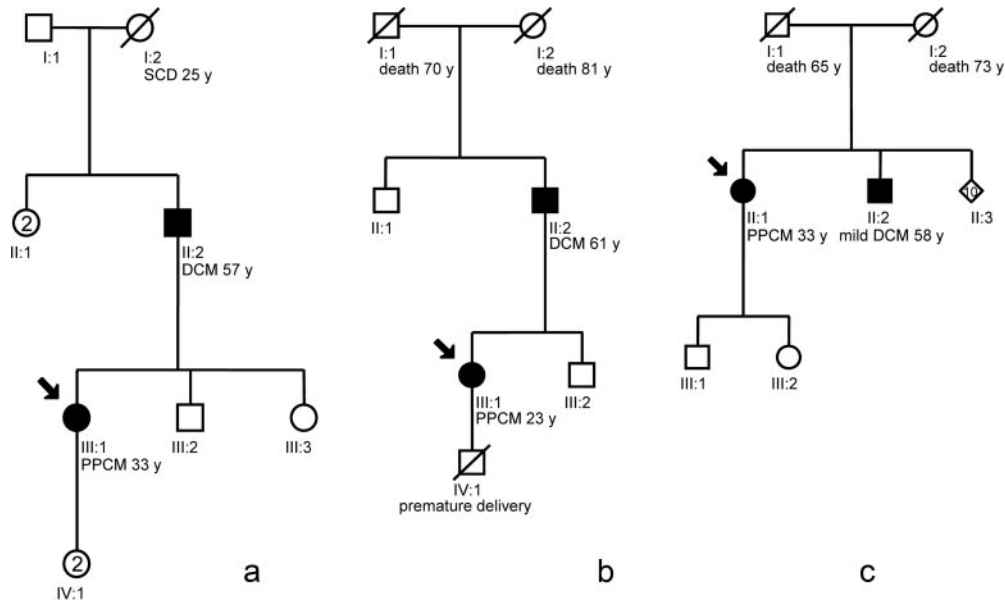 I:1
I:2
SCD 25 y
2
II:1
II:2
DCM 57 y
III:1
PPCM 33 y
III:2
III:3
2
IV:1
a
I:1
death 70 y
I:2
death 81 y
II:1
II:2
DCM 61 y
III:1
PPCM 23 y
III:2
IV:1
premature delivery
b
I:1
death 65 y
I:2
death 73 y
II:1
PPCM 33 y
II:2
mild DCM 58 y
10
II:3
III:1
III:2
c